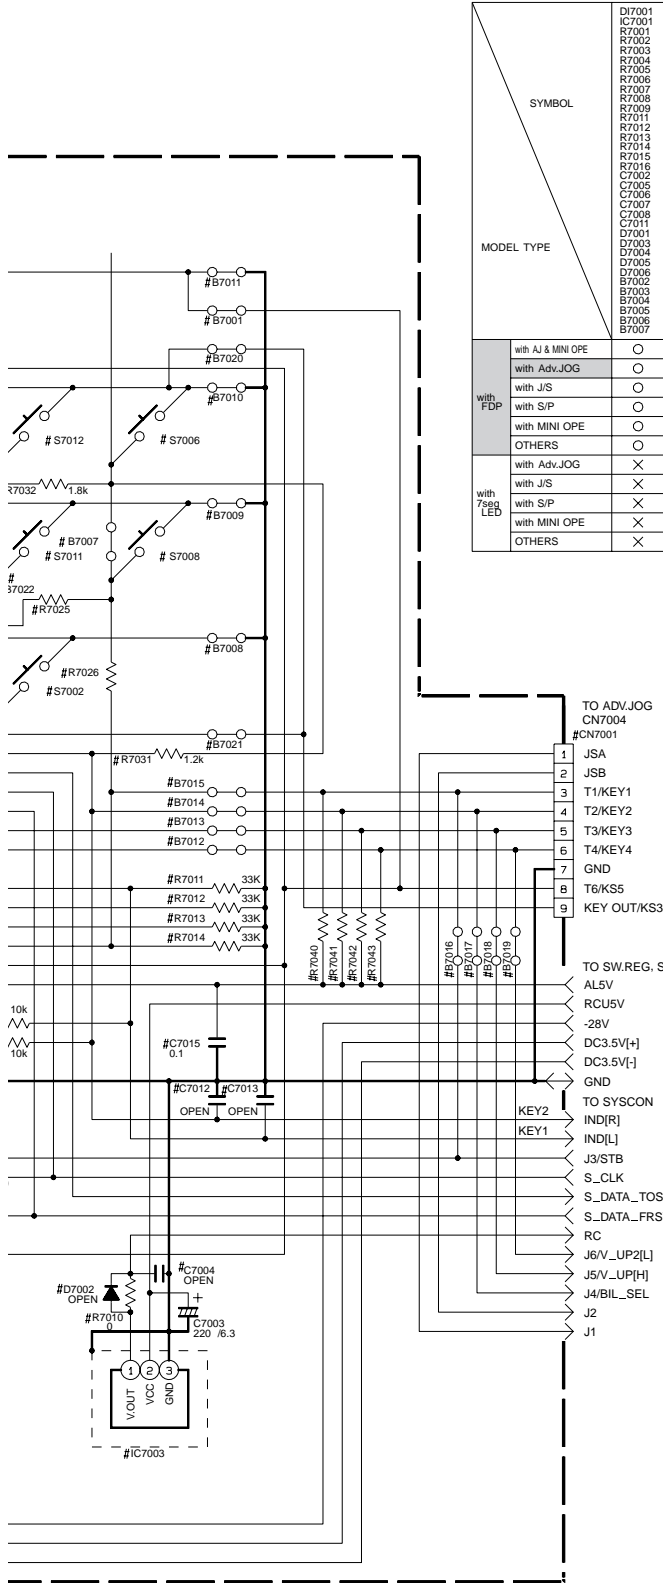 DI7001
IC7001
R7001
R7002
R7003
R7004
R7005
R7006
R7007
R7008
R7009
R7011
R7012
R7013
R7014
R7015
R7016
C7002
C7005
C7006
C7007
C7008
C7011
D7001
D7003
D7004
D7005
D7006
B7002
B7003
B7004
B7005
B7006
B7007
SYMBOL
MODEL TYPE
with FDP
with AJ & MINI OPE ○
with Adv.JOG ○
with J/S ○
with S/P ○
with MINI OPE ○
OTHERS ○
with 7seg LED
with Adv.JOG ×
with J/S ×
with S/P ×
with MINI OPE ×
OTHERS ×
#B7011
#B7001
#B7020
#B7010
# S7012
# S7006
R7032 1.8k
#B7009
# B7007
# S7011
# S7008
#
B7022
#R7025
#B7008
#R7026
#S7002
#B7021
#R7031 1.2k
#B7015
#B7014
#B7013
#B7012
#R7011 33K
#R7012 33K
#R7013 33K
#R7014 33K
#R7040
#R7041
#R7042
#R7043
#B7016
#B7017
#B7018
#B7019
TO ADV.JOG
CN7004
#CN7001
1 JSA
2 JSB
3 T1/KEY1
4 T2/KEY2
5 T3/KEY3
6 T4/KEY4
7 GND
8 T6/KS5
9 KEY OUT/KS3
TO SW.REG, S
AL5V
RCU5V
-28V
DC3.5V[+]
DC3.5V[-]
GND
TO SYSCON
KEY2 IND[R]
KEY1 IND[L]
J3/STB
S_CLK
S_DATA_TOS
S_DATA_FRS
RC
J6/V_UP2[L]
J5/V_UP[H]
J4/BIL_SEL
J2
J1
10k
10k
#C7015
0.1
#C7012 #C7013
OPEN OPEN
#C7004
OPEN
#D7002
OPEN
#R7010
0
+
C7003
220 /6.3
1 2 3
V.OUT
VCC
GND
#IC7003